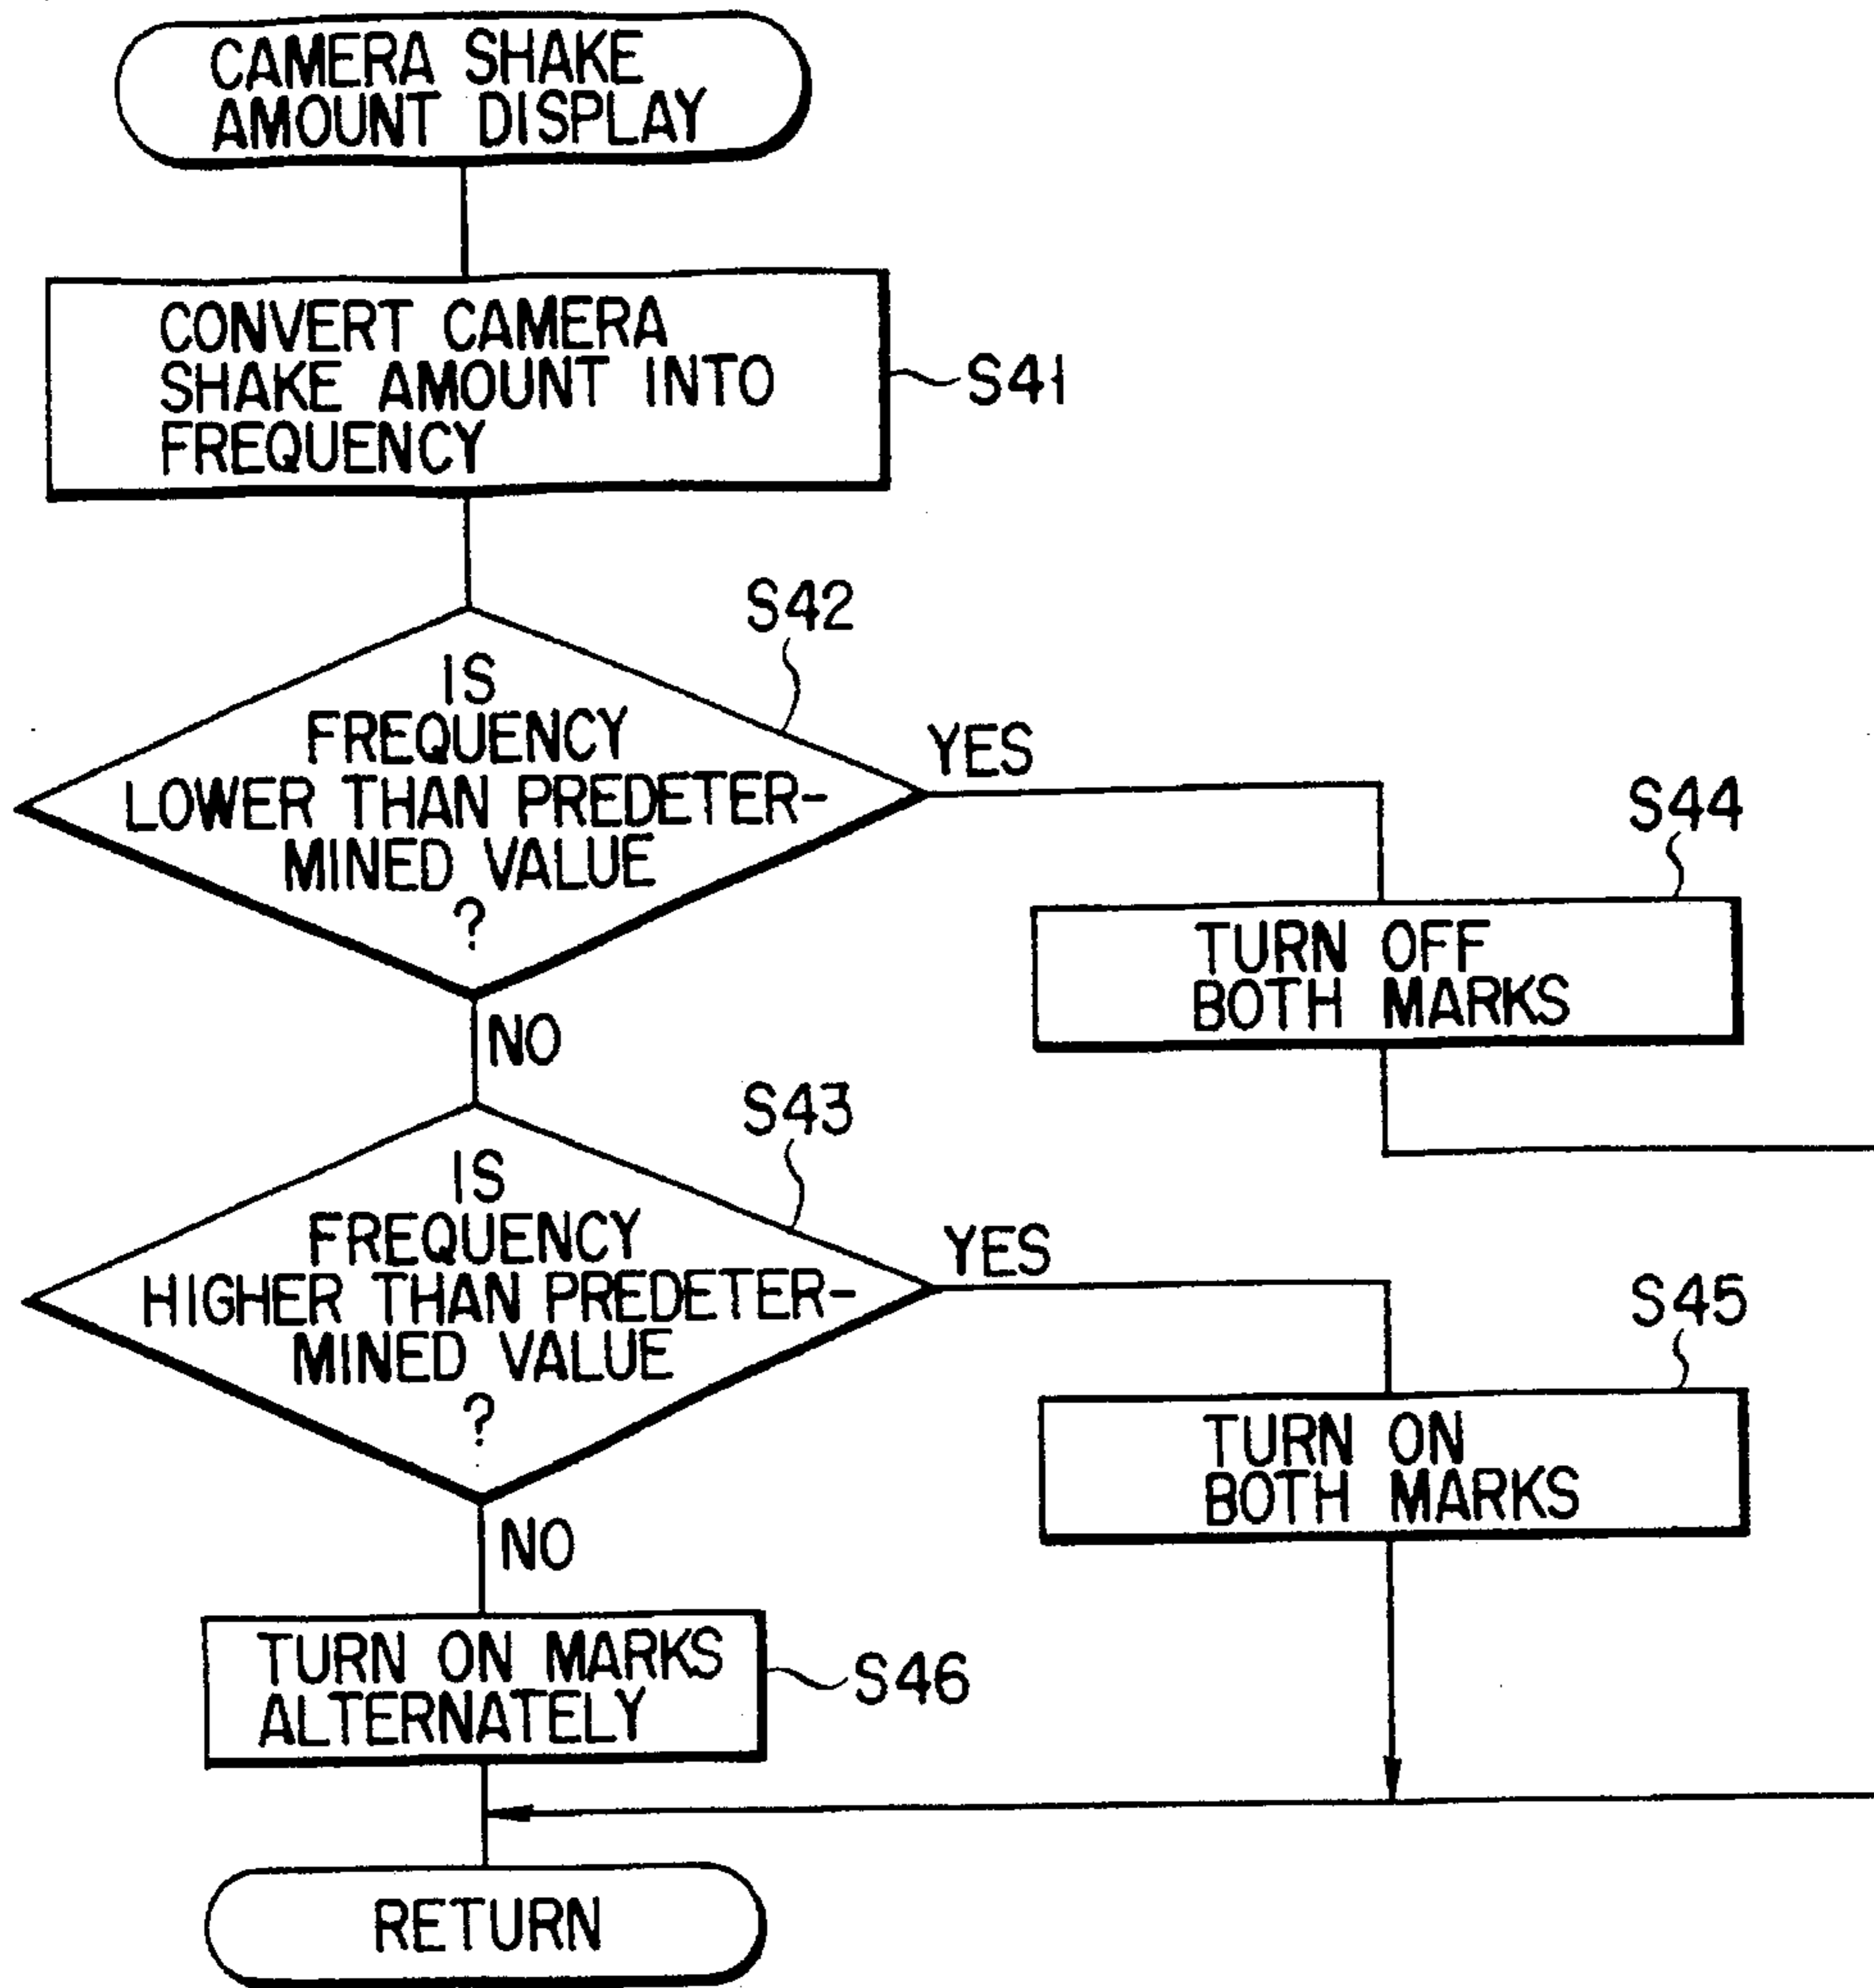 CAMERA SHAKE
AMOUNT DISPLAY
CONVERT CAMERA
SHAKE AMOUNT INTO
FREQUENCY
S41
S42
IS
FREQUENCY
LOWER THAN PREDETER-
MINED VALUE
?
YES
NO
S44
TURN OFF
BOTH MARKS
S43
IS
FREQUENCY
HIGHER THAN PREDETER-
MINED VALUE
?
YES
NO
S45
TURN ON
BOTH MARKS
TURN ON MARKS
ALTERNATELY
S46
RETURN